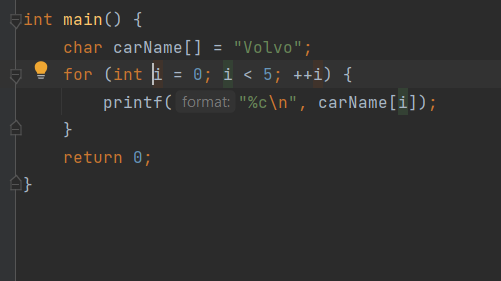 int main() {
    char carName[] = "Volvo";
    for (int i = 0; i < 5; ++i) {
        printf( format: "%c\n", carName[i]);
    }
    return 0;
}